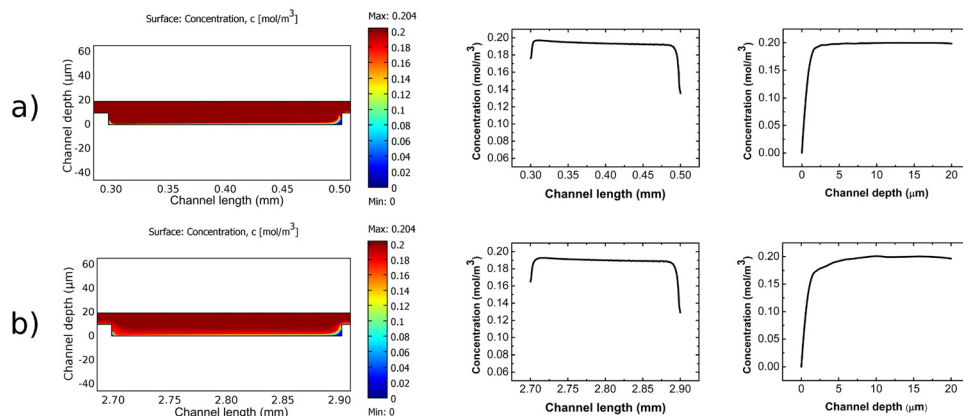 a)
Surface: Concentration, c [mol/m³]
Max: 0.204
Channel depth (μm)
60
40
20
0
-20
-40
0.30 0.35 0.40 0.45 0.50
Channel length (mm)
0.2
0.18
0.16
0.14
0.12
0.1
0.08
0.06
0.04
0.02
0
Min: 0
Concentration (mol/m³)
0.20
0.18
0.16
0.14
0.12
0.10
0.08
0.06
0.30 0.35 0.40 0.45 0.50
Channel length (mm)
Concentration (mol/m³)
0.20
0.15
0.10
0.05
0.00
0 5 10 15 20
Channel depth (μm)
b)
Surface: Concentration, c [mol/m³]
Max: 0.204
Channel depth (μm)
60
40
20
0
-20
-40
2.70 2.75 2.80 2.85 2.90
Channel length (mm)
0.2
0.18
0.16
0.14
0.12
0.1
0.08
0.06
0.04
0.02
0
Min: 0
Concentration (mol/m³)
0.20
0.18
0.16
0.14
0.12
0.10
0.08
0.06
2.70 2.75 2.80 2.85 2.90
Channel length (mm)
Concentration (mol/m³)
0.20
0.15
0.10
0.05
0.00
0 5 10 15 20
Channel depth (μm)